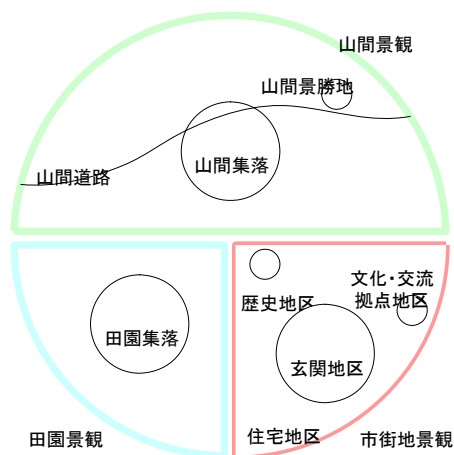 山間景観
山間景勝地
山間集落
山間道路
歴史地区
文化・交流
拠点地区
田園集落
玄関地区
田園景観
住宅地区
市街地景観